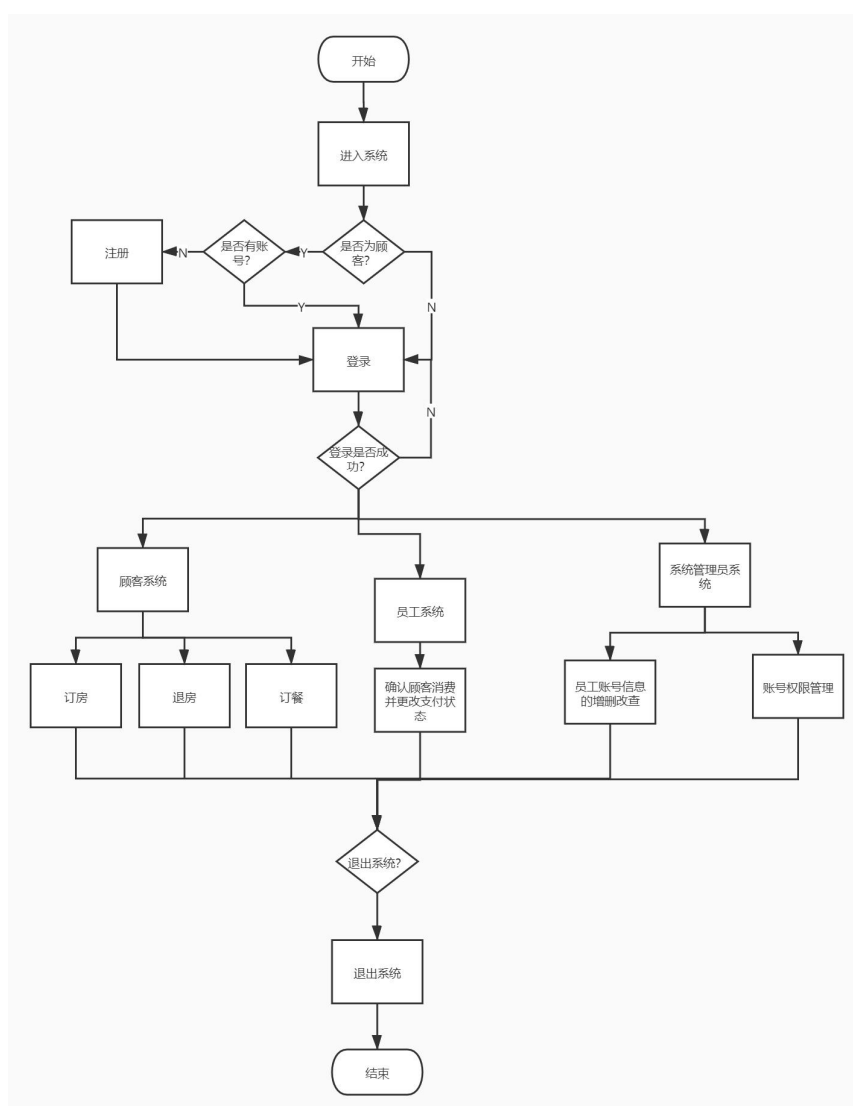 开始
进入系统
注册
N
是否有账
号?
Y
是否为顾
客?
Y
N
登录
N
登录是否成
功?
顾客系统
员工系统
系统管理员系
统
订房
退房
订餐
确认顾客消费
并更改支付状
态
员工账号信息
的增删改查
账号权限管理
退出系统?
退出系统
结束